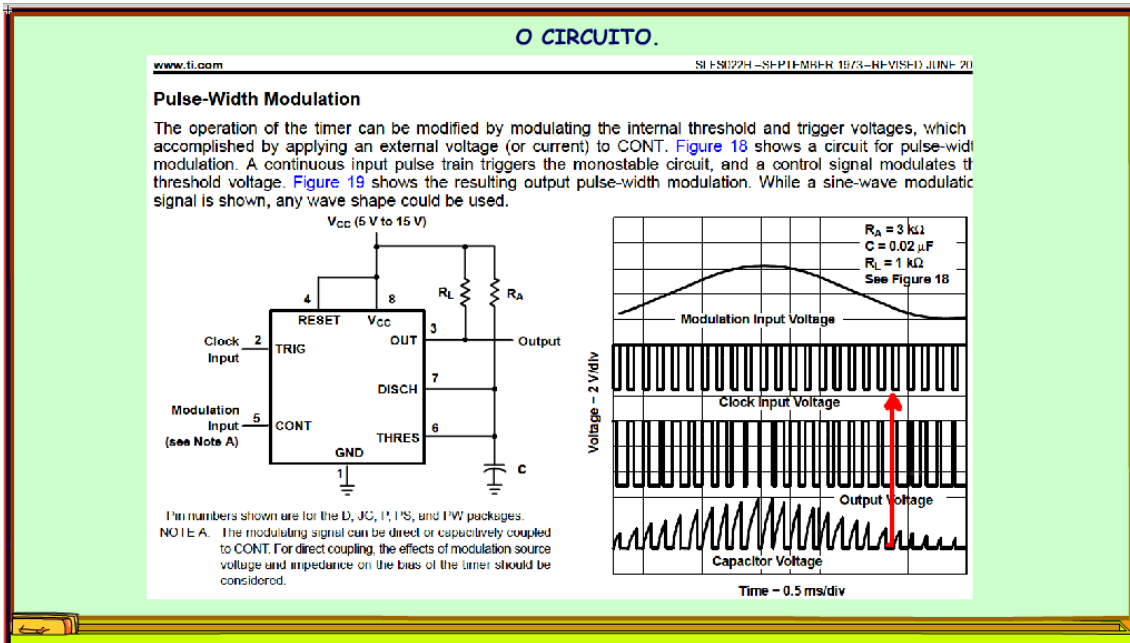 O CIRCUITO.
www.ti.com
SLFS022H –SEPTEMBER 1973–REVISED JUNE 20
Pulse-Width Modulation
The operation of the timer can be modified by modulating the internal threshold and trigger voltages, which
accomplished by applying an external voltage (or current) to CONT. Figure 18 shows a circuit for pulse-widt
modulation. A continuous input pulse train triggers the monostable circuit, and a control signal modulates th
threshold voltage. Figure 19 shows the resulting output pulse-width modulation. While a sine-wave modulatic
signal is shown, any wave shape could be used.
VCC (5 V to 15 V)
RL
RA
4
8
RESET
VCC
3
OUT
Output
Clock
Input
2
TRIG
7
DISCH
Modulation
Input
(see Note A)
5
CONT
6
THRES
GND
1
C
Pin numbers shown are for the D, JG, P, PS, and PW packages.
NOTE A: The modulating signal can be direct or capacitively coupled
to CONT. For direct coupling, the effects of modulation source
voltage and impedance on the bias of the timer should be
considered.
RA = 3 kΩ
C = 0.02 µF
RL = 1 kΩ
See Figure 18
Modulation Input Voltage
Voltage – 2 V/div
Clock Input Voltage
Output Voltage
Capacitor Voltage
Time – 0.5 ms/div